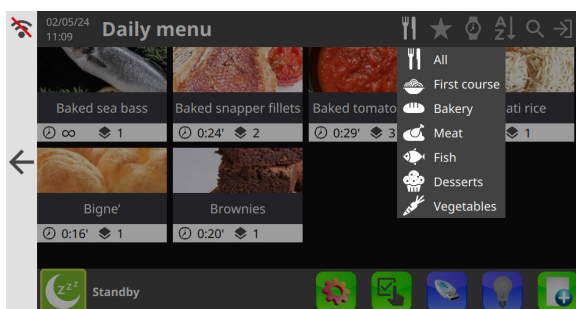 02/05/24
11:09
Daily menu
All
First course
Bakery
Meat
Fish
Desserts
Vegetables
Baked sea bass
Baked snapper fillets
Baked tomato
ati rice
∞ 1
0:24' 2
0:29' 3
1
Bigne'
Brownies
0:16' 1
0:20' 1
zzz
Standby